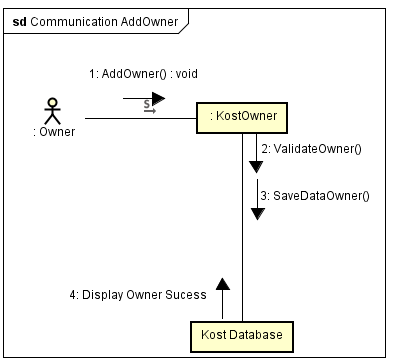 sd Communication AddOwner
1: AddOwner() : void
S
: Owner
: KostOwner
2: ValidateOwner()
3: SaveDataOwner()
4: Display Owner Sucess
Kost Database